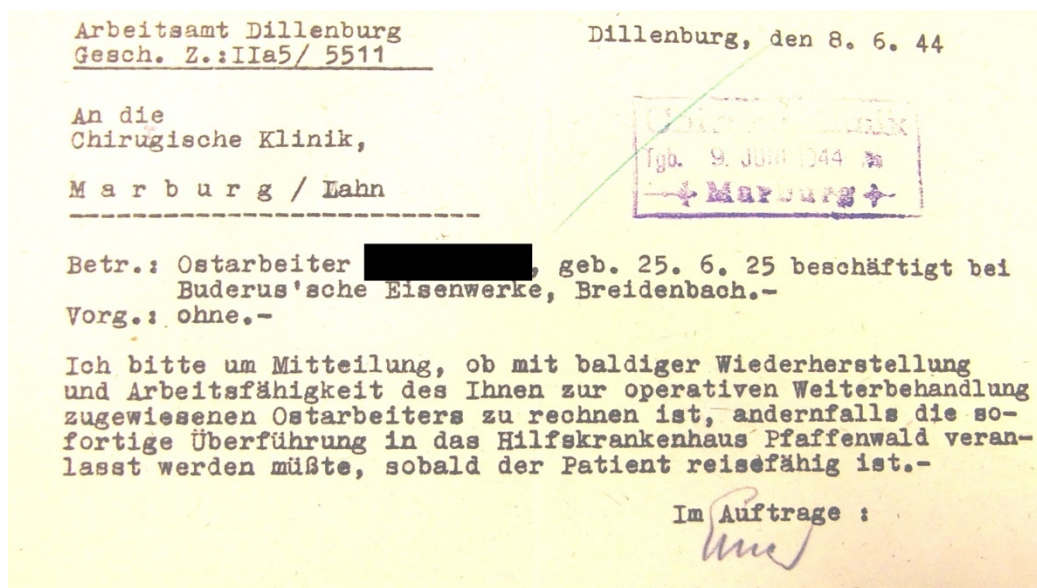 Arbeitsamt Dillenburg
Gesch. Z.:IIa5/ 5511
Dillenburg, den 8. 6. 44
An die
Chirugische Klinik,
M a r b u r g / Lahn
Tgb. 9. JUNI 1944
Marburg
Betr.: Ostarbeiter , geb. 25. 6. 25 beschäftigt bei
Buderus'sche Eisenwerke, Breidenbach.-
Vorg.: ohne.-
Ich bitte um Mitteilung, ob mit baldiger Wiederherstellung
und Arbeitsfähigkeit des Ihnen zur operativen Weiterbehandlung
zugewiesenen Ostarbeiters zu rechnen ist, andernfalls die so-
fortige Überführung in das Hilfskrankenhaus Pfaffenwald veran-
lasst werden müßte, sobald der Patient reisefähig ist.-
Im Auftrage :